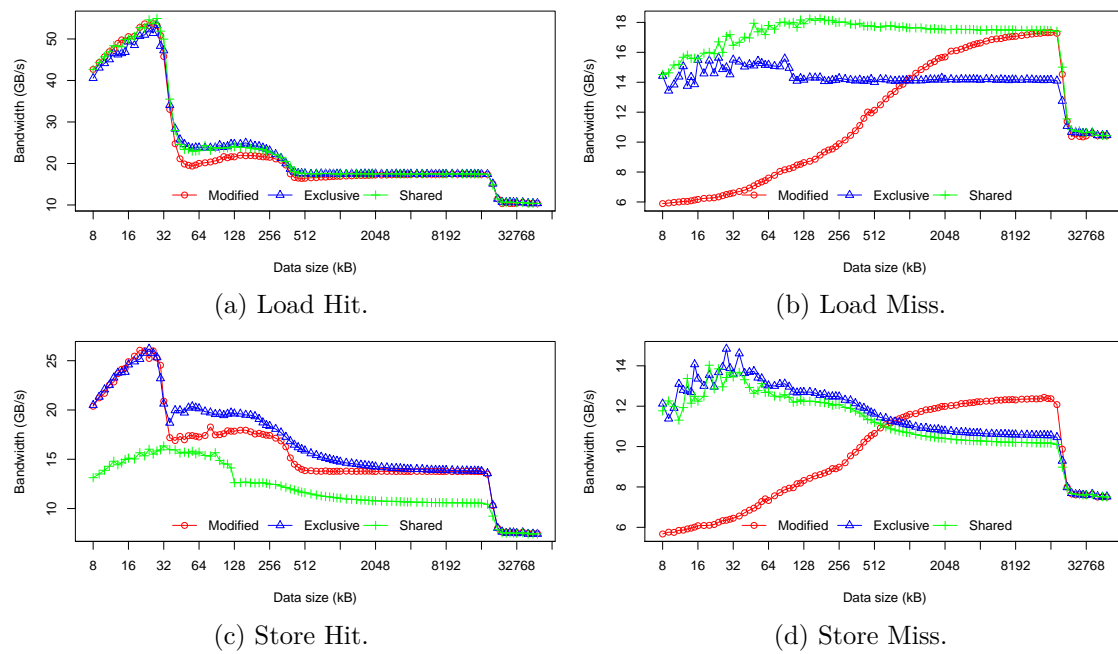 50
40
30
20
10
Bandwidth (GB/s)
Modified Exclusive Shared
8 16 32 64 128 256 512 2048 8192 32768
Data size (kB)
(a) Load Hit.
18
16
14
12
10
8
6
Bandwidth (GB/s)
Modified Exclusive Shared
8 16 32 64 128 256 512 2048 8192 32768
Data size (kB)
(b) Load Miss.
25
20
15
10
Bandwidth (GB/s)
Modified Exclusive Shared
8 16 32 64 128 256 512 2048 8192 32768
Data size (kB)
(c) Store Hit.
14
12
10
8
6
Bandwidth (GB/s)
Modified Exclusive Shared
8 16 32 64 128 256 512 2048 8192 32768
Data size (kB)
(d) Store Miss.